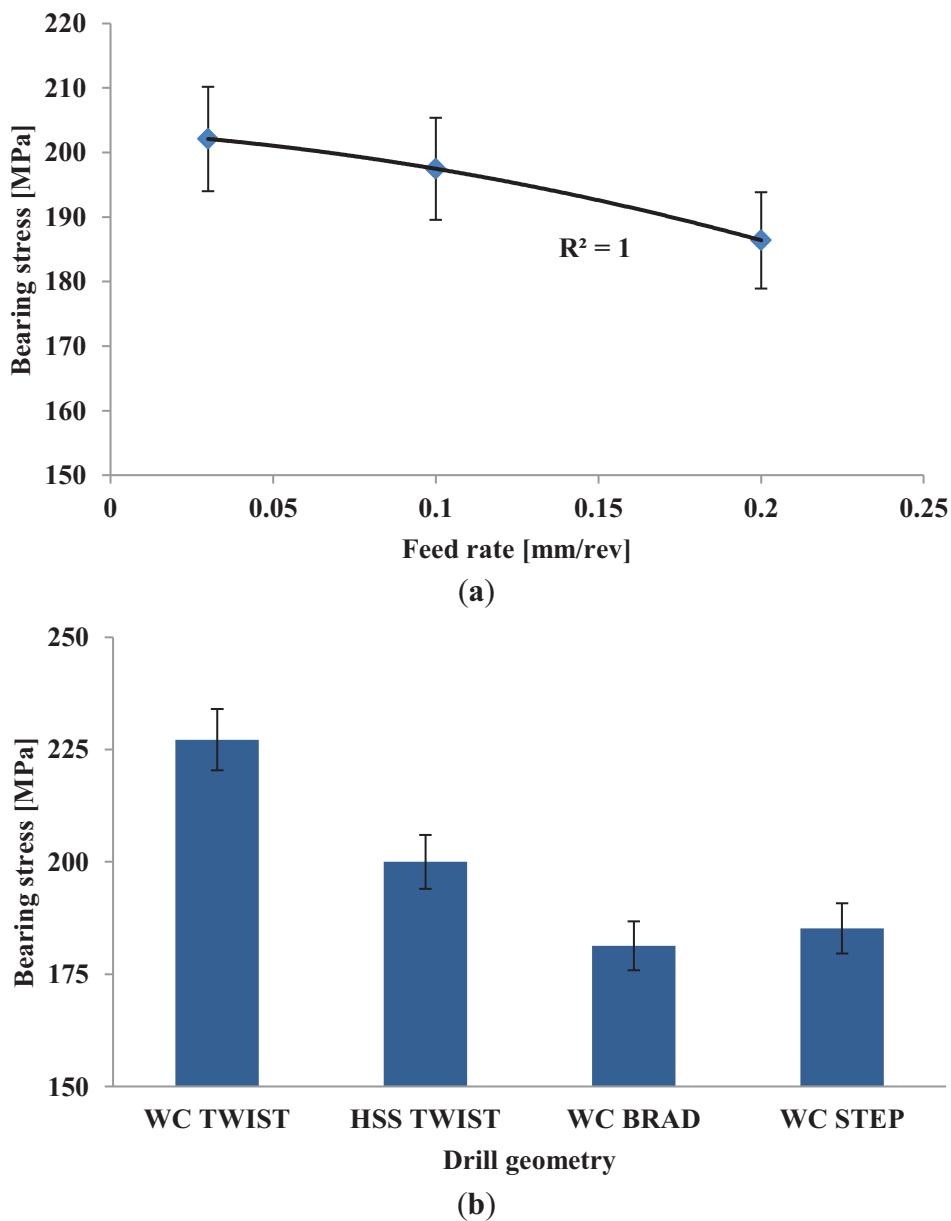 220
210
200
190
180
170
160
150
Bearing stress [MPa]
R² = 1
0 0.05 0.1 0.15 0.2 0.25
Feed rate [mm/rev]
(a)
250
225
200
175
150
Bearing stress [MPa]
WC TWIST HSS TWIST WC BRAD WC STEP
Drill geometry
(b)